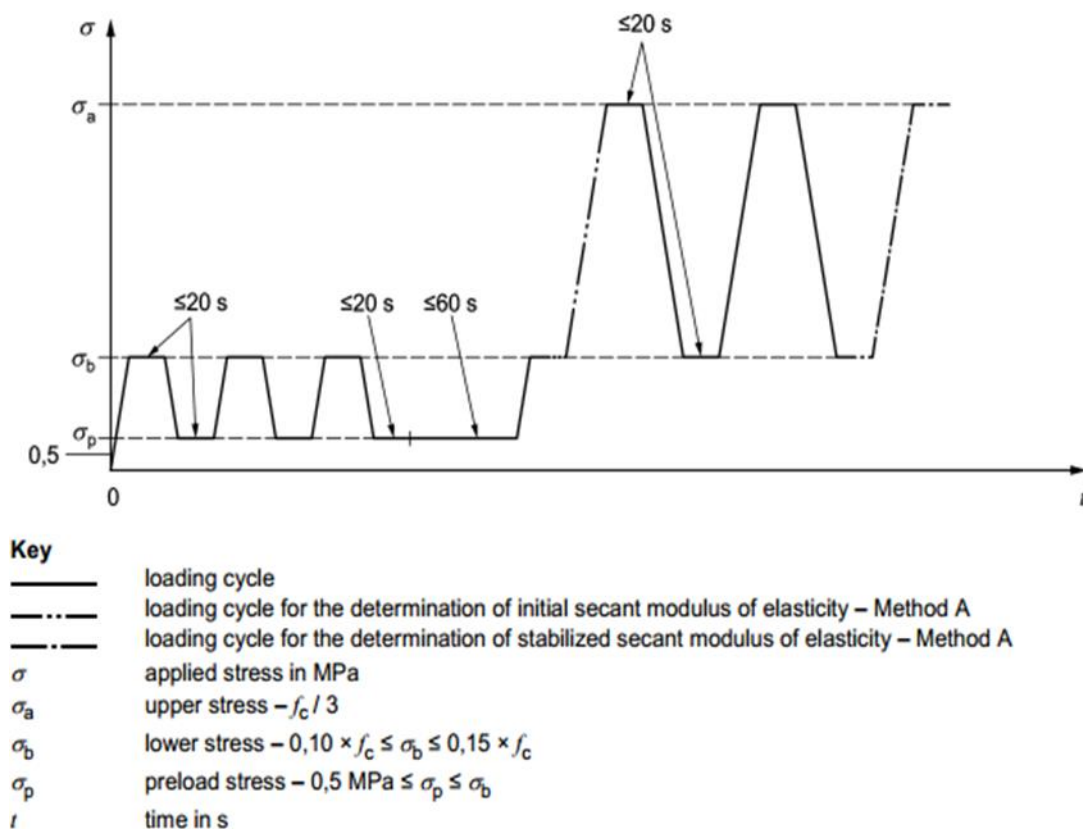 σ
≤20 s
σa
≤20 s
≤20 s
≤60 s
σb
σp
0,5
0
t
Key
loading cycle
loading cycle for the determination of initial secant modulus of elasticity – Method A
loading cycle for the determination of stabilized secant modulus of elasticity – Method A
σ applied stress in MPa
σa upper stress – fc / 3
σb lower stress – 0,10 × fc ≤ σb ≤ 0,15 × fc
σp preload stress – 0,5 MPa ≤ σp ≤ σb
t time in s